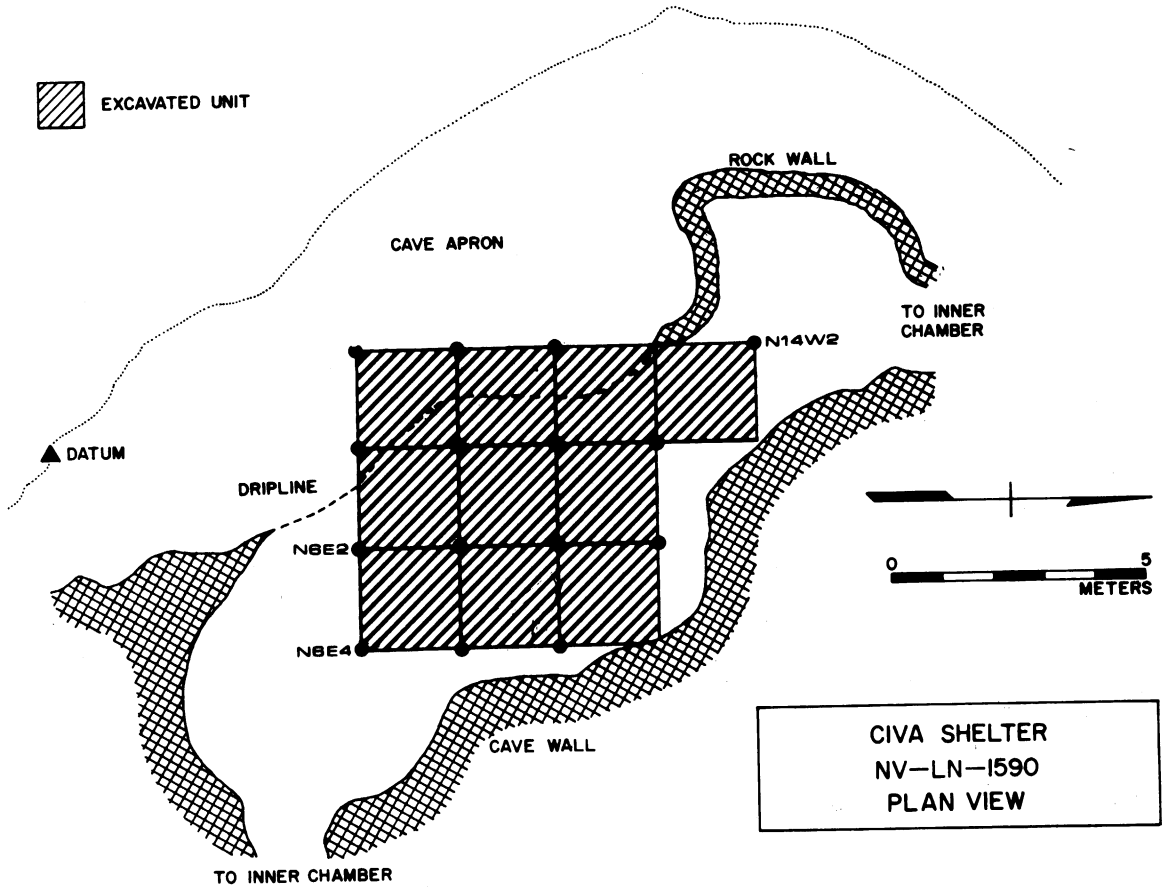 EXCAVATED UNIT
ROCK WALL
CAVE APRON
TO INNER
CHAMBER
N14W2
DATUM
DRIPLINE
N6E2
0 5
METERS
N6E4
CAVE WALL
CIVA SHELTER
NV-LN-1590
PLAN VIEW
TO INNER CHAMBER